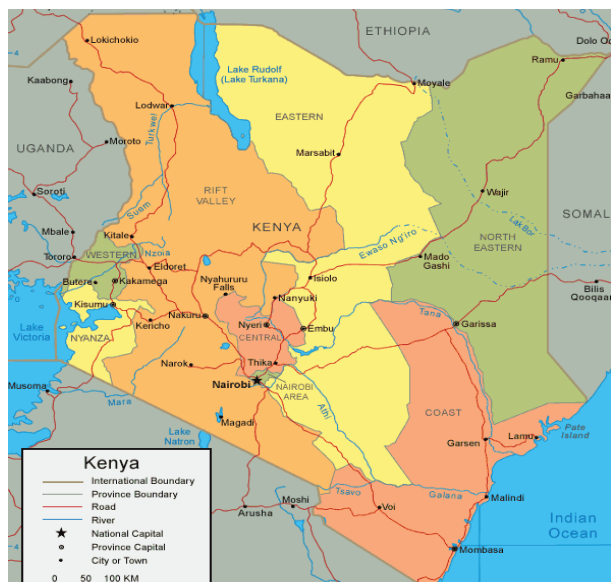 ETHIOPIA
Dolo Oc
Lokichokio
Ramu
Kaabong
Lake Rudolf
(Lake Turkana)
Moyale
Garbahaa
Lodwar
EASTERN
Turkwel
UGANDA
Moroto
Marsabit
Soroti
RIFT
VALLEY
Wajir
Suam
Lak Bor
SOMAL
Mbale
Kitale
KENYA
NORTH
EASTERN
Tororo
WESTERN
Nzoia
Ewaso Ng'iro
Mado
Gashi
Eldoret
Bilis
Qooqaan
Butere
Kakamega
Nyahururu
Falls
Isiolo
Kisumu
Nanyuki
Lake
Victoria
Nakuru
Nyeri
Embu
Tana
Garissa
Kericho
CENTRAL
NYANZA
Narok
Thika
Musoma
Nairobi
NAIROBI
AREA
Mara
Athi
COAST
Magadi
Pate
Island
Lake
Natron
Garsen
Lamu
Kenya
International Boundary
Province Boundary
Road
River
National Capital
Province Capital
City or Town
0 50 100 KM
Tsavo
Galana
Malindi
Moshi
Voi
Arusha
Indian
Ocean
Mombasa